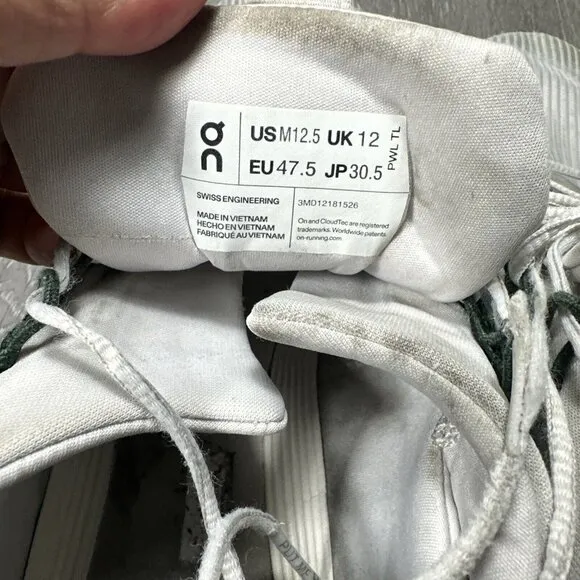 on
US M12.5 UK 12
EU 47.5 JP 30.5
PWL TL
SWISS ENGINEERING
MADE IN VIETNAM
HECHO EN VIETNAM
FABRIQUÉ AU VIETNAM
3MD12181526
On and CloudTec are registered
trademarks. Worldwide patents.
on-running.com